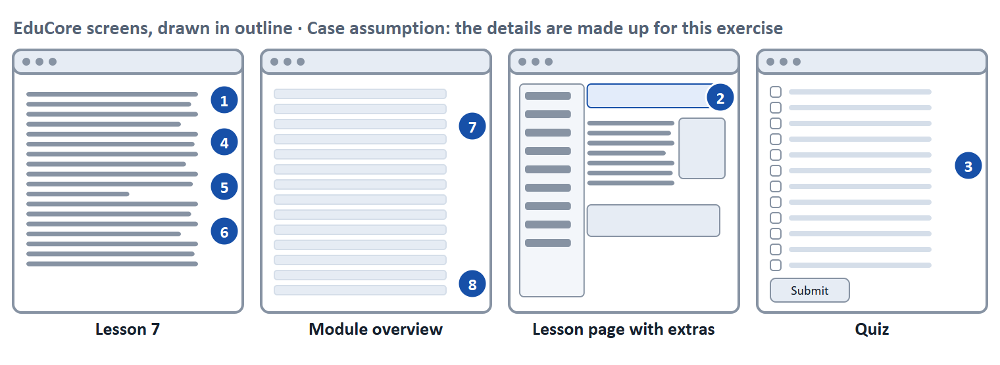 EduCore screens, drawn in outline · Case assumption: the details are made up for this exercise
1
4
5
6
Lesson 7
7
8
Module overview
2
Lesson page with extras
3
Submit
Quiz